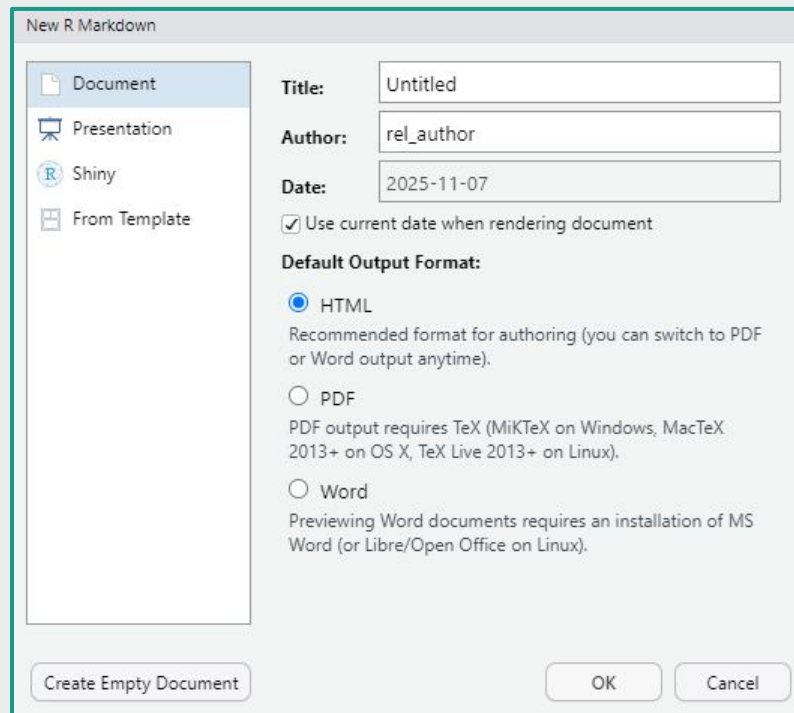 New R Markdown
Document
Presentation
R Shiny
From Template
Title: Untitled
Author: rel_author
Date: 2025-11-07
Use current date when rendering document
Default Output Format:
HTML
Recommended format for authoring (you can switch to PDF
or Word output anytime).
PDF
PDF output requires TeX (MiKTeX on Windows, MacTeX
2013+ on OS X, TeX Live 2013+ on Linux).
Word
Previewing Word documents requires an installation of MS
Word (or Libre/Open Office on Linux).
Create Empty Document
OK
Cancel